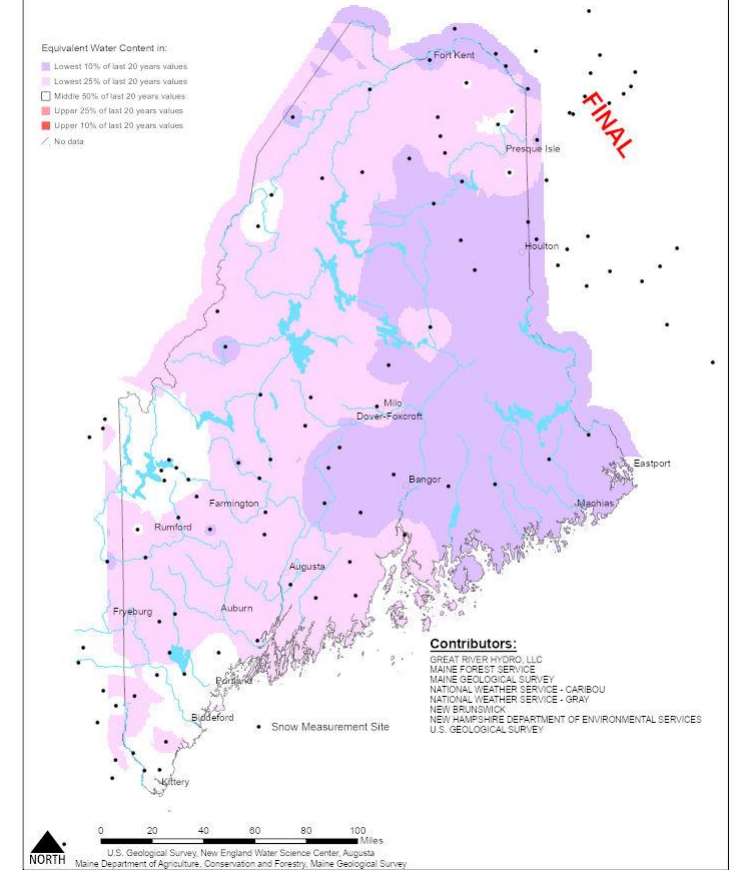 Equivalent Water Content in:
Lowest 10% of last 20 years values
Lowest 25% of last 20 years values
Middle 50% of last 20 years values
Upper 25% of last 20 years values
Upper 10% of last 20 years values
No data
FINAL
Fort Kent
Presque Isle
Houlton
Milo
Dover-Foxcroft
Eastport
Bangor
Machias
Farmington
Rumford
Augusta
Fryeburg
Auburn
Portland
Biddeford
Kittery
Snow Measurement Site
Contributors:
GREAT RIVER HYDRO, LLC
MAINE FOREST SERVICE
MAINE GEOLOGICAL SURVEY
NATIONAL WEATHER SERVICE - CARIBOU
NATIONAL WEATHER SERVICE - GRAY
NEW BRUNSWICK
NEW HAMPSHIRE DEPARTMENT OF ENVIRONMENTAL SERVICES
U.S. GEOLOGICAL SURVEY
0 20 40 60 80 100
Miles
NORTH
U.S. Geological Survey, New England Water Science Center, Augusta
Maine Department of Agriculture, Conservation and Forestry, Maine Geological Survey